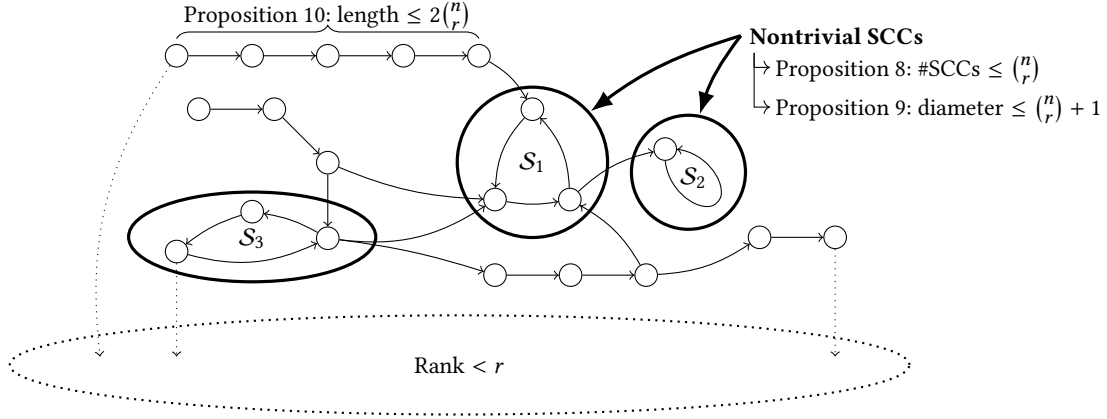 Proposition 10: length ≤ 2(n r)
Nontrivial SCCs
Proposition 8: #SCCs ≤ (n r)
Proposition 9: diameter ≤ (n r) + 1
S1
S2
S3
Rank < r